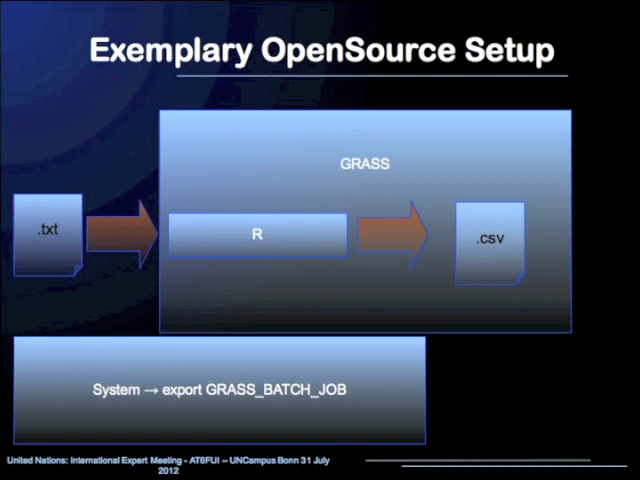 Exemplary OpenSource Setup
GRASS
.txt
R
.csv
System → export GRASS_BATCH_JOB
United Nations: International Expert Meeting - AT6FUI – UNCampus Bonn 31 July
2012